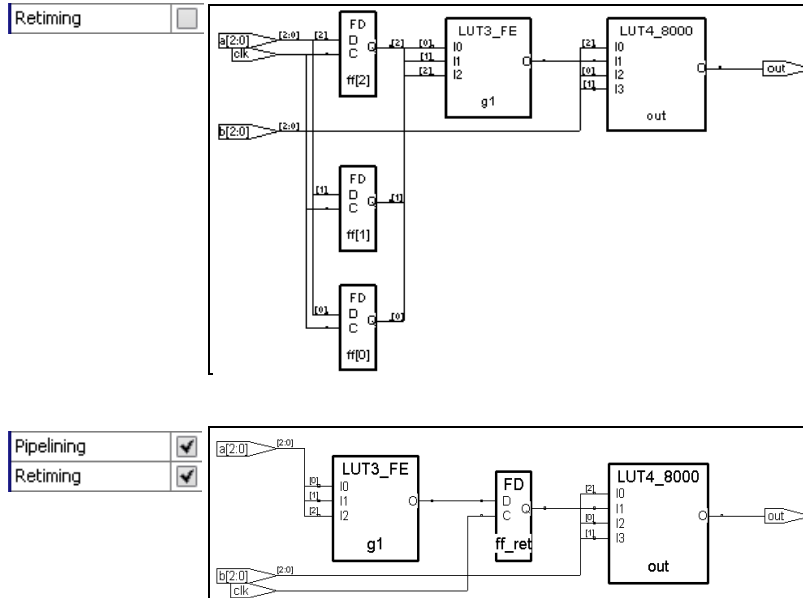 Retiming
a[2:0]
clk
[2:0]
[2]
FD
D
C
Q
ff[2]
[2]
[0]
[1]
[2]
LUT3_FE
I0
I1
I2
O
g1
[2]
[0]
[1]
LUT4_8000
I0
I1
I2
I3
O
out
out
b[2:0]
[2:0]
[1]
FD
D
C
Q
ff[1]
[1]
[0]
FD
D
C
Q
ff[0]
[0]
Pipelining
Retiming
a[2:0]
[2:0]
[0]
[1]
[2]
LUT3_FE
I0
I1
I2
O
g1
FD
D
C
Q
ff_ret
[2]
[0]
[1]
LUT4_8000
I0
I1
I2
I3
O
out
out
b[2:0]
[2:0]
clk